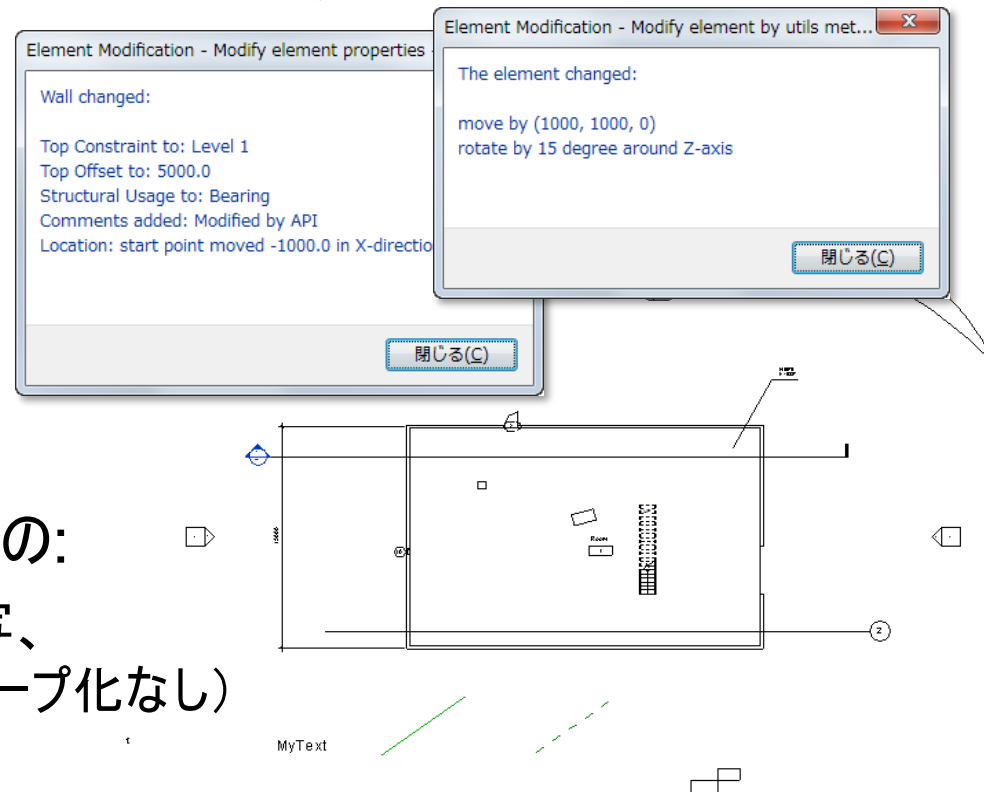 Element Modification - Modify element properties -
Wall changed:
Top Constraint to: Level 1
Top Offset to: 5000.0
Structural Usage to: Bearing
Comments added: Modified by API
Location: start point moved -1000.0 in X-directio
閉じる(C)
Element Modification - Modify element by utils met...
The element changed:
move by (1000, 1000, 0)
rotate by 15 degree around Z-axis
閉じる(C)
の:
、
ープ化なし）
Room
1
2
MyText